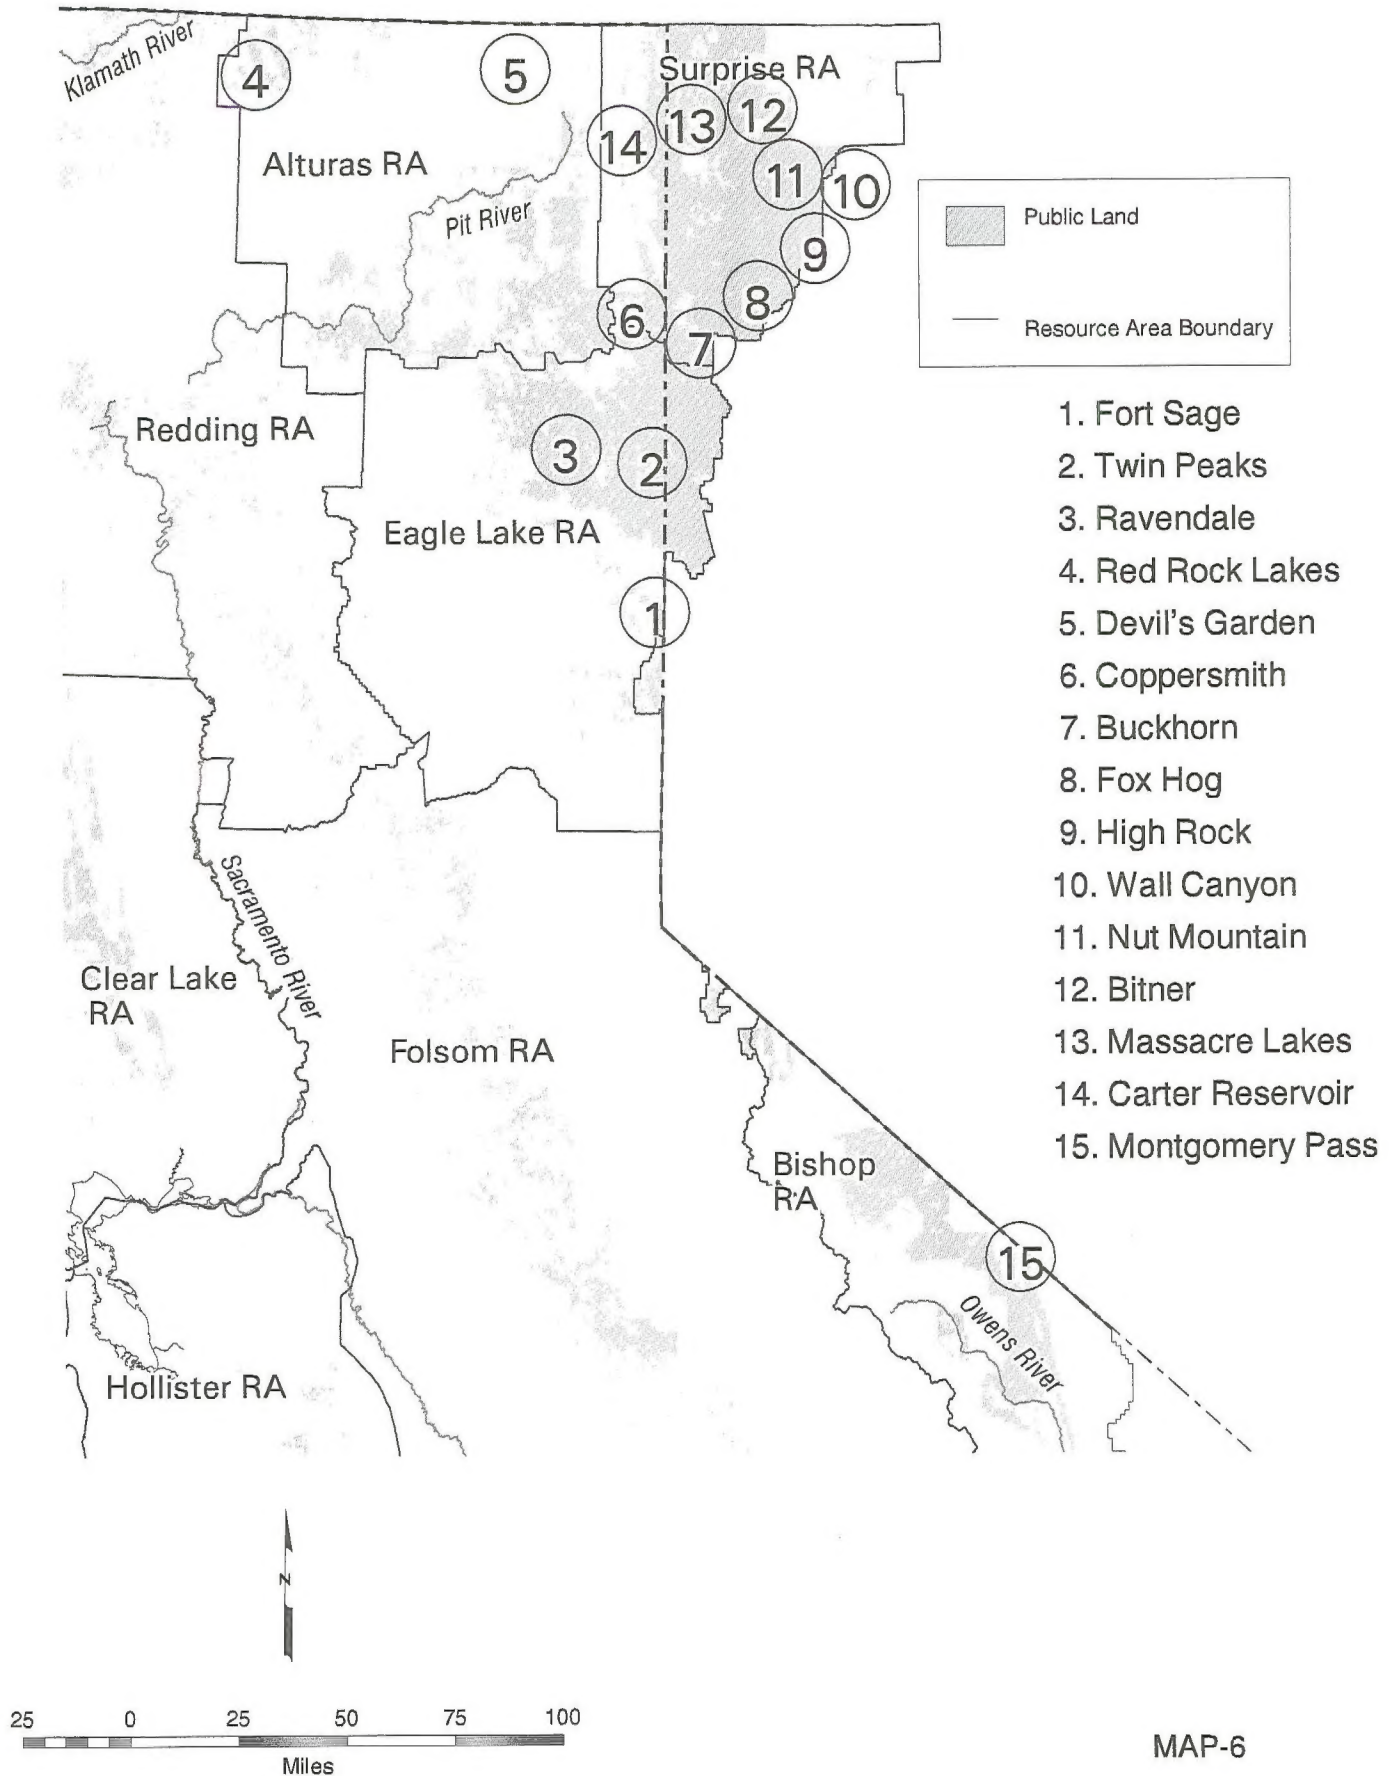 Klamath River
4
5
Surprise RA
14
13
12
11
10
Alturas RA
Pit River
9
8
6
7
Public Land
Resource Area Boundary
Redding RA
3
2
Eagle Lake RA
1
1. Fort Sage
2. Twin Peaks
3. Ravendale
4. Red Rock Lakes
5. Devil's Garden
6. Coppersmith
7. Buckhorn
8. Fox Hog
9. High Rock
10. Wall Canyon
11. Nut Mountain
12. Bitner
13. Massacre Lakes
14. Carter Reservoir
15. Montgomery Pass
Sacramento River
Clear Lake
RA
Folsom RA
Bishop
RA
15
Owens River
Hollister RA
N
25 0 25 50 75 100
Miles
MAP-6